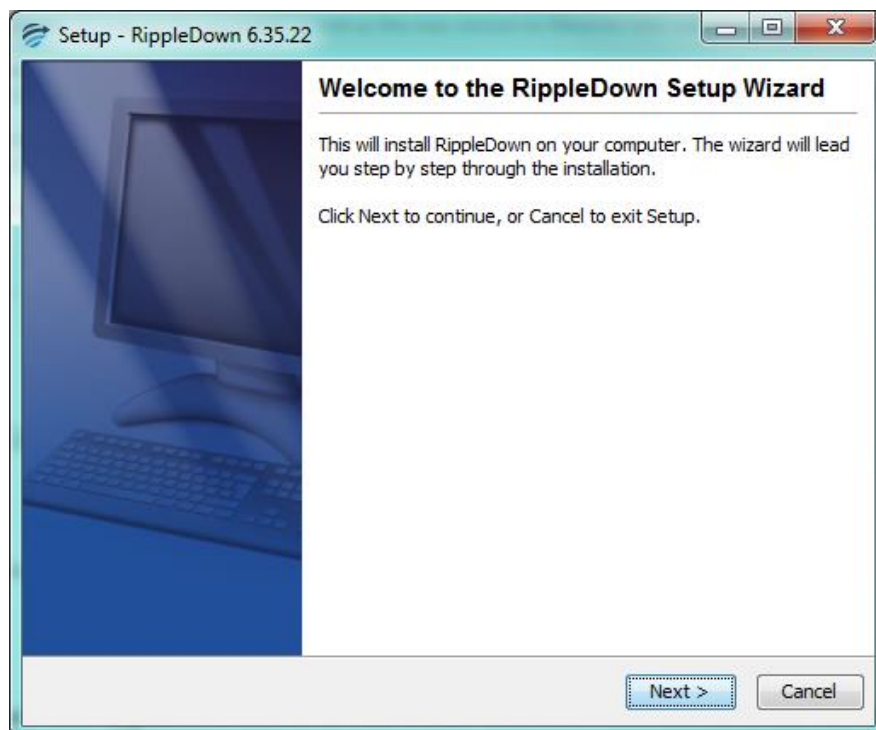 Setup - RippleDown 6.35.22
Welcome to the RippleDown Setup Wizard
This will install RippleDown on your computer. The wizard will lead
you step by step through the installation.
Click Next to continue, or Cancel to exit Setup.
Next >
Cancel